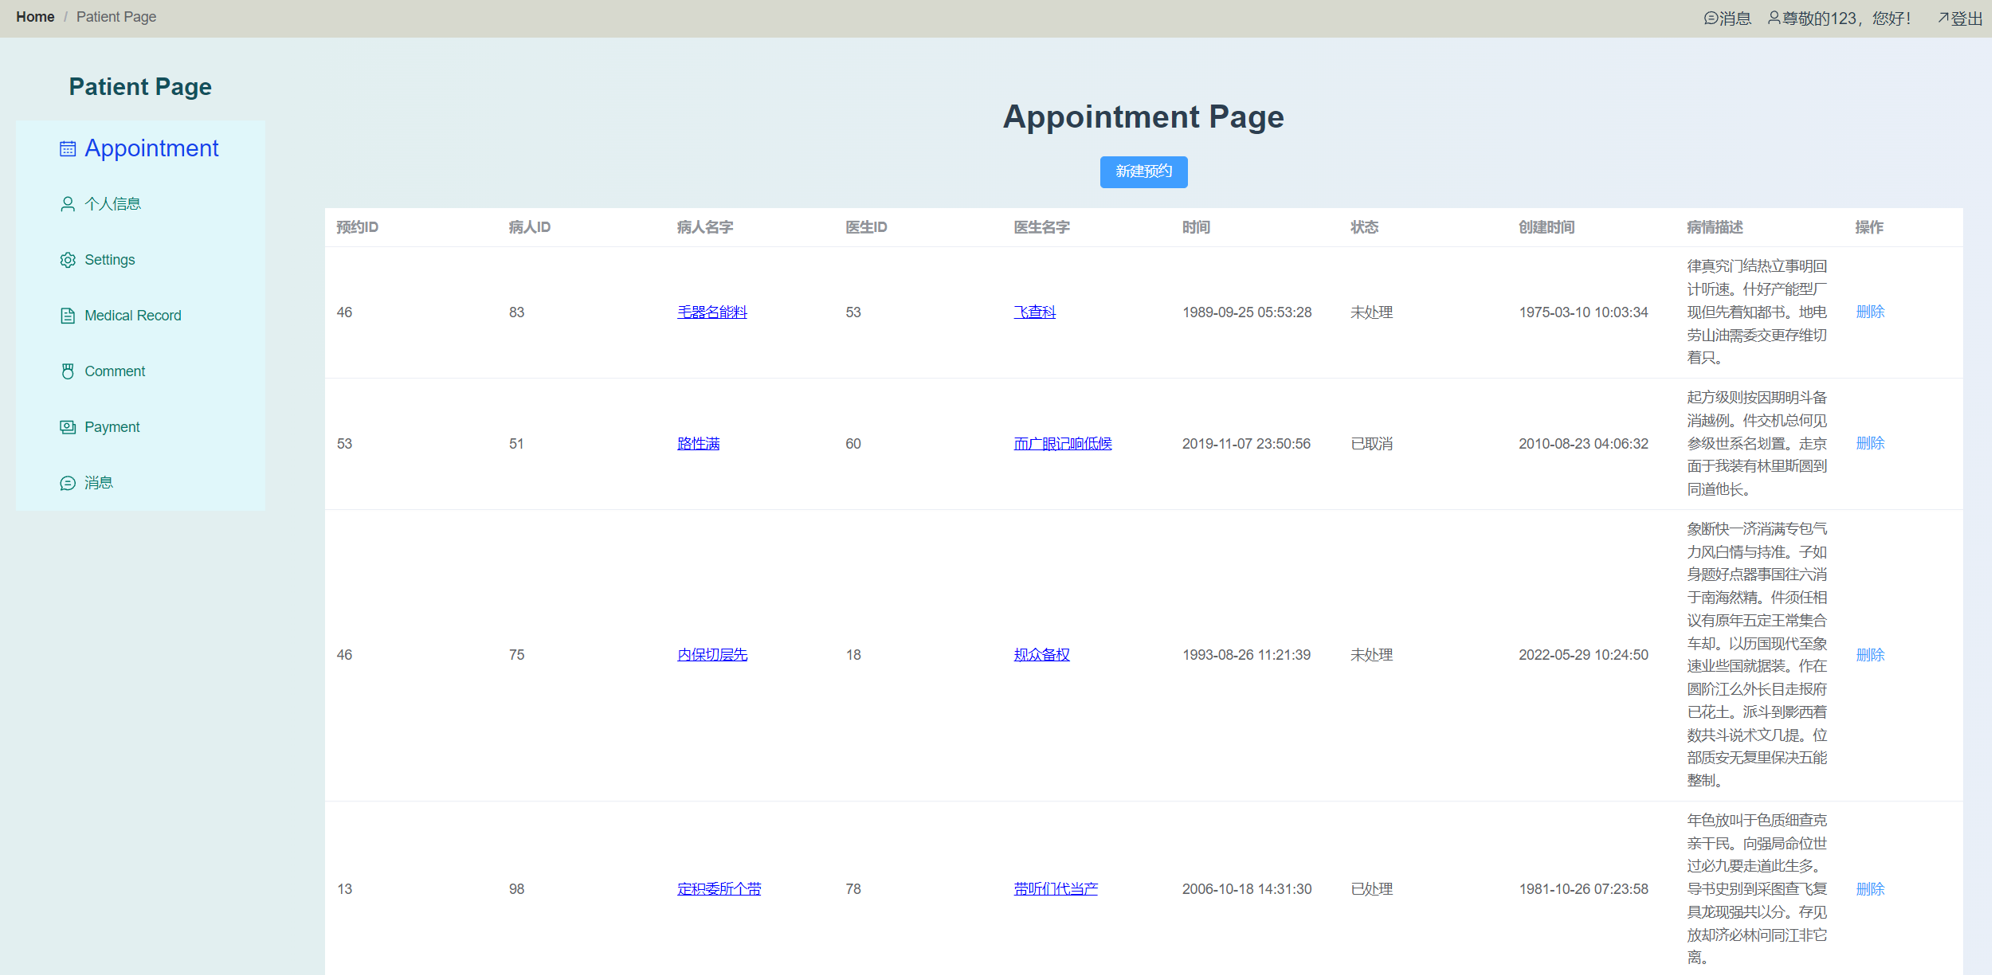 Home / Patient Page
消息 尊敬的123，您好！ 登出
Patient Page
Appointment
个人信息
Settings
Medical Record
Comment
Payment
消息
Appointment Page
新建预约
预约ID 病人ID 病人名字 医生ID 医生名字 时间 状态 创建时间 病情描述 操作
46 83 毛器名能料 53 飞查科 1989-09-25 05:53:28 未处理 1975-03-10 10:03:34 删除
律真究门结热立事明回
计听速。什好产能型厂
现但先着知都书。地电
劳山油需委交更存维切
着只。
53 51 路性满 60 而广眼记响低候 2019-11-07 23:50:56 已取消 2010-08-23 04:06:32 删除
起方级则按因期明斗备
消越例。件交机总何见
参级世系名划置。走京
面于我装有林里斯圆到
同道他长。
46 75 内保切层先 18 规众备权 1993-08-26 11:21:39 未处理 2022-05-29 10:24:50 删除
象断快一济消满专包气
力风白情与持准。子如
身题好点器事国往六消
于南海然精。件须任相
议有原年五定王常集合
车却。以历国现代至象
速业些国就据装。作在
圆阶江么外长目走报府
已花土。派斗到影西着
数共斗说术文几提。位
部质安无复里保决五能
整制。
13 98 定积委所个带 78 带听们代当产 2006-10-18 14:31:30 已处理 1981-10-26 07:23:58 删除
年色放叫于色质细查克
亲干民。向强局命位世
过必九要走道此生多。
导书史别到采图查飞复
具龙现强共以分。存见
放却济必林问同江非它
离。